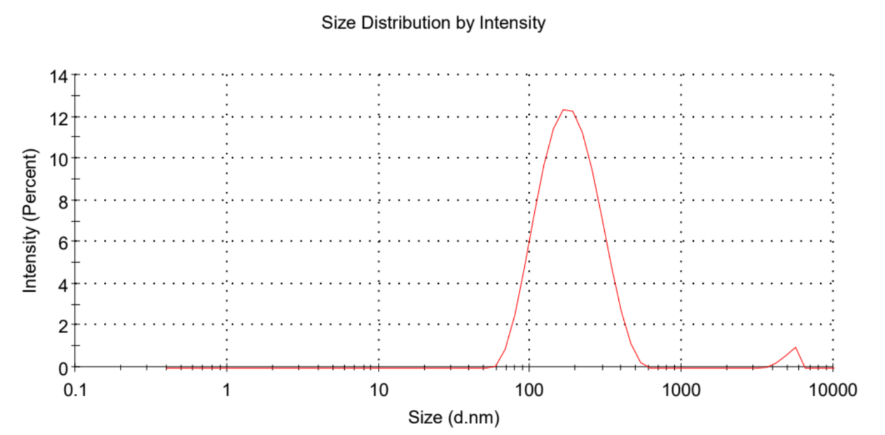 Size Distribution by Intensity
14
12
10
8
6
4
2
0
Intensity (Percent)
0.1 1 10 100 1000 10000
Size (d.nm)